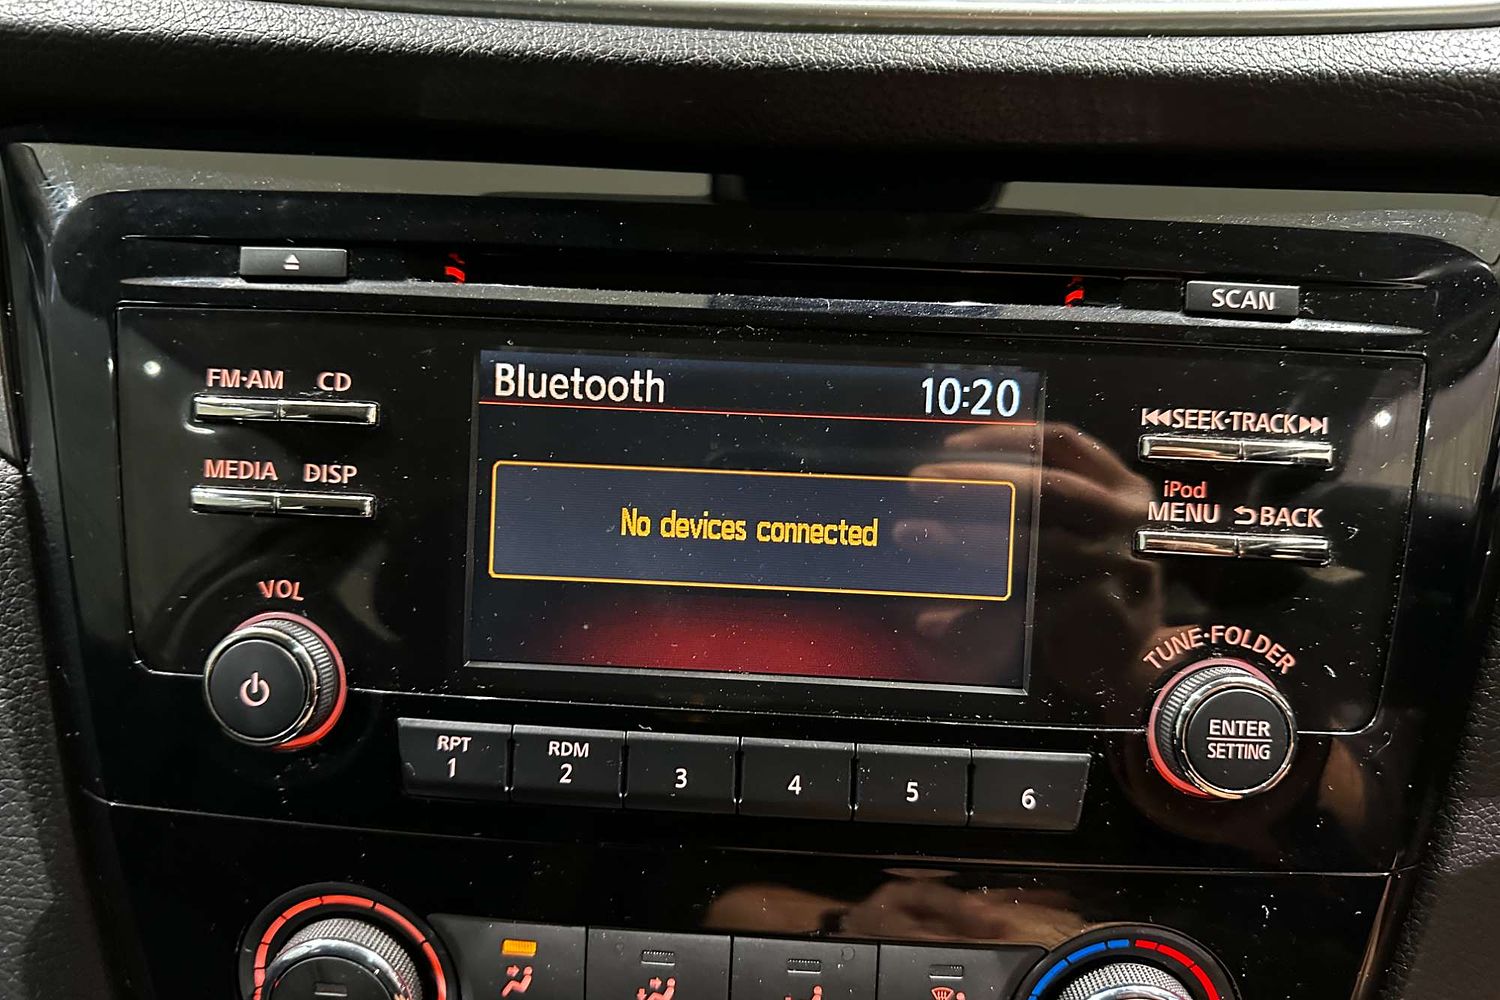 SCAN
FM·AM CD
Bluetooth 10:20
SEEK·TRACK
MEDIA DISP
iPod
MENU BACK
No devices connected
VOL
TUNE·FOLDER
ENTER
SETTING
RPT
1
RDM
2
3
4
5
6